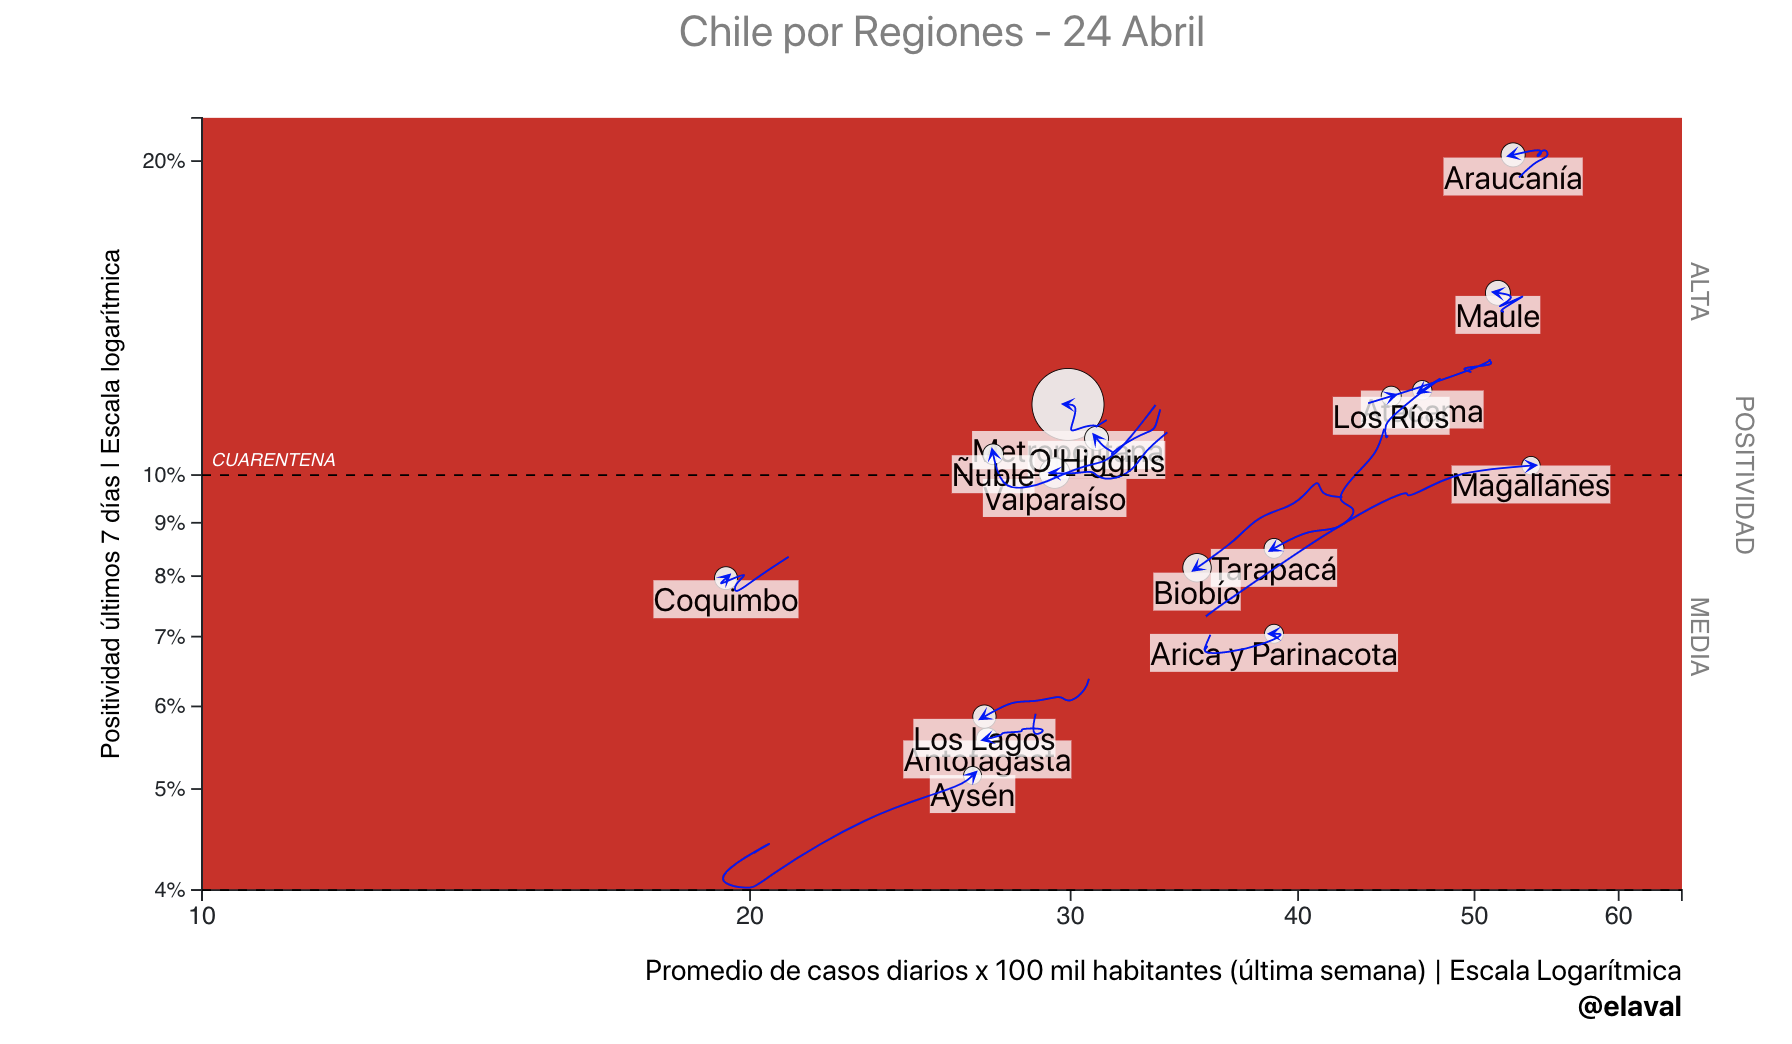 Chile por Regiones - 24 Abril
Positividad últimos 7 días I Escala logarítmica
20%
10%
9%
8%
7%
6%
5%
4%
CUARENTENA
Araucanía
Maule
Atacama
Los Ríos
Metropolitana
O'Higgins
Ñuble
Valparaíso
Magallanes
Tarapacá
Biobío
Coquimbo
Arica y Parinacota
Los Lagos
Antofagasta
Aysén
ALTA
MEDIA
POSITIVIDAD
10
20
30
40
50
60
Promedio de casos diarios x 100 mil habitantes (última semana) | Escala Logarítmica
@elaval